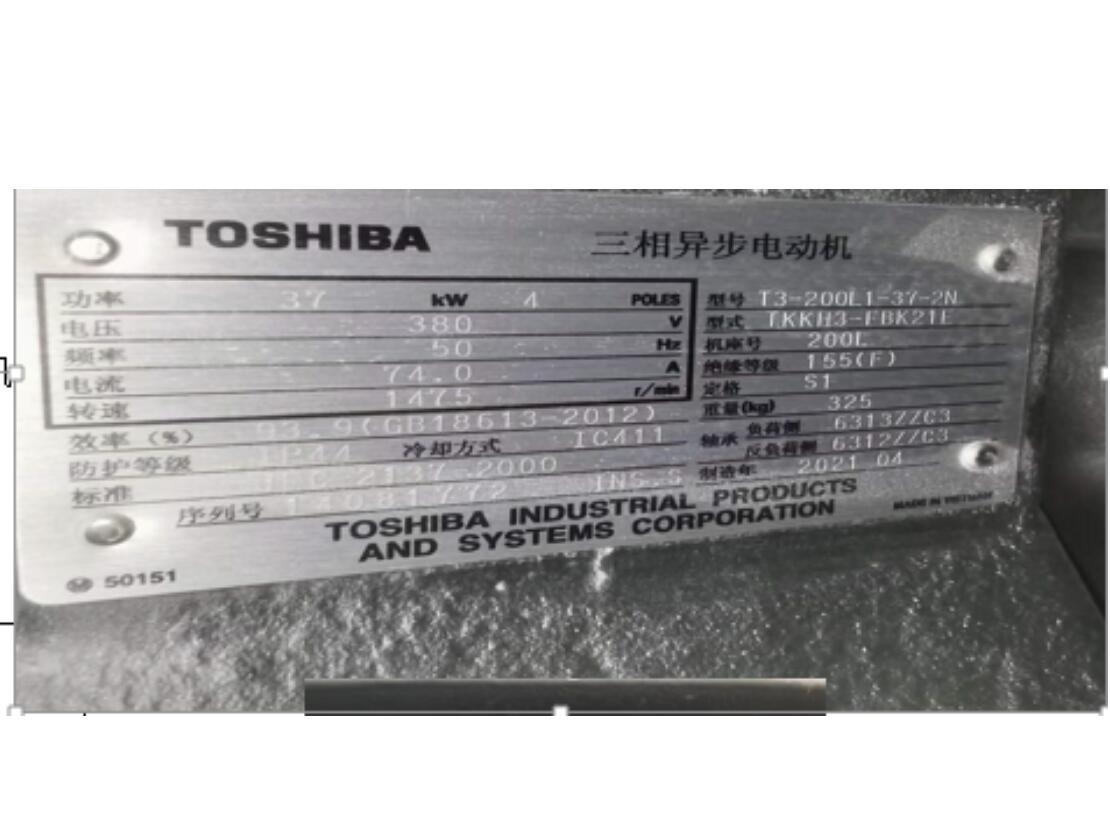 TOSHIBA
三相异步电动机
功率 37 kW 4 POLES
电压 380 V
频率 50 Hz
电流 74.0 A
转速 1475 r/min
效率 (%) 93.9(GB18613-2012)
防护等级 IP44 冷却方式 IC411
标准 JEC 2137 2000 INS.S
序列号
型号 T3-200L1-37-2N
型式 TKKH3-FBK21E
机座号 200L
绝缘等级 155(F)
定格 S1
重量(kg) 325
轴承 负荷侧 6313ZZC3
反负荷侧 6312ZZC3
制造年 2021 04
TOSHIBA INDUSTRIAL PRODUCTS
AND SYSTEMS CORPORATION
MADE IN VIETNAM
50151